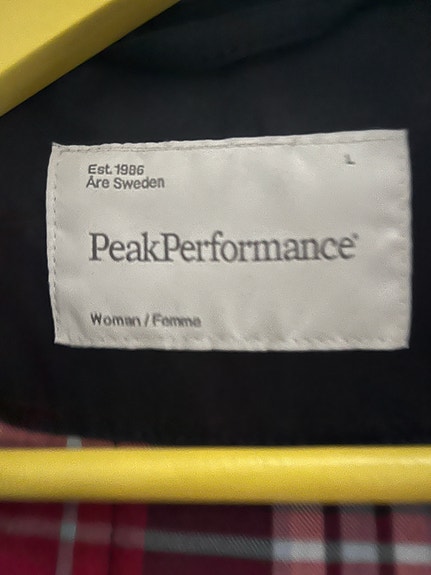 L
Est.1986
Åre Sweden
PeakPerformance®
Woman / Femme